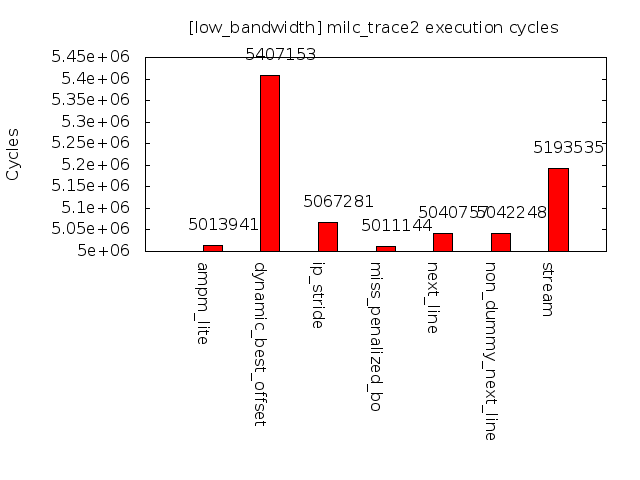 [low_bandwidth] milc_trace2 execution cycles
Cycles
5.45e+06
5.4e+06
5.35e+06
5.3e+06
5.25e+06
5.2e+06
5.15e+06
5.1e+06
5.05e+06
5e+06
5013941
5407153
5067281
5011144
5040757
5042248
5193535
ampm_lite
dynamic_best_offset
ip_stride
miss_penalized_bo
next_line
non_dummy_next_line
stream